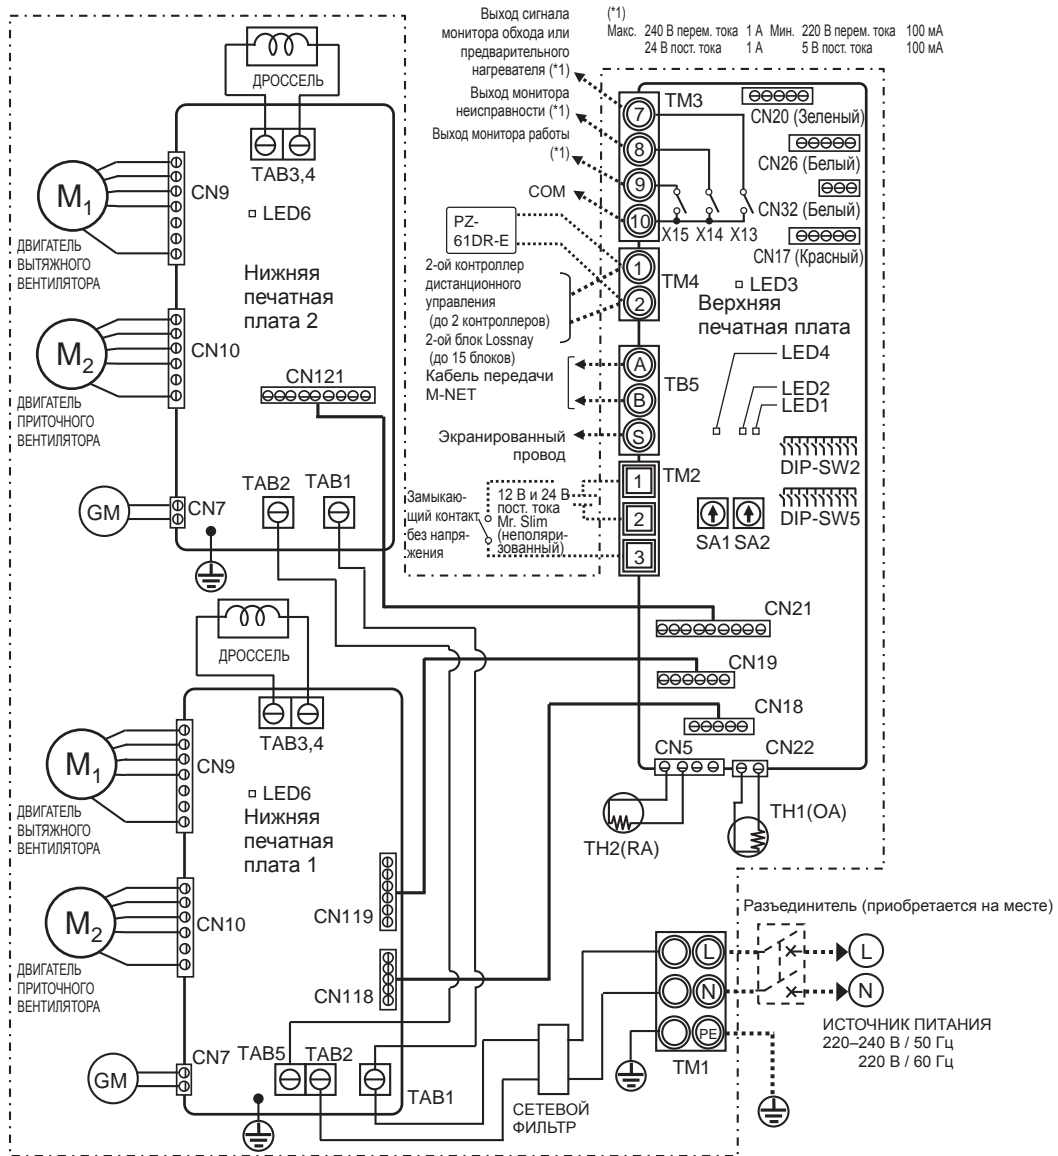 Выход сигнала
монитора обхода или
предварительного
нагревателя (*1)
Выход монитора
неисправности (*1)
Выход монитора работы
(*1)
COM
(*1)
Макс. 240 В перем. тока 1 А Мин. 220 В перем. тока 100 мА
24 В пост. тока 1 А 5 В пост. тока 100 мА
ДРОССЕЛЬ
TAB3,4
LED6
M1
CN9
ДВИГАТЕЛЬ
ВЫТЯЖНОГО
ВЕНТИЛЯТОРА
Нижняя
печатная
плата 2
M2
CN10
ДВИГАТЕЛЬ
ПРИТОЧНОГО
ВЕНТИЛЯТОРА
CN121
TAB2
TAB1
GM
CN7
PZ-
61DR-E
2-ой контроллер
дистанционного
управления
(до 2 контроллеров)
2-ой блок Lossnay
(до 15 блоков)
Кабель передачи
M-NET
Экранированный
провод
Замыкаю-
щий контакт
без напря-
жения
12 В и 24 В
пост. тока
Mr. Slim
(неполяри-
зованный)
TM3
7
8
9
10
X15 X14 X13
TM4
1
2
TB5
A
B
S
TM2
1
2
3
CN20 (Зеленый)
CN26 (Белый)
CN32 (Белый)
CN17 (Красный)
LED3
Верхняя
печатная плата
LED4
LED2
LED1
DIP-SW2
DIP-SW5
SA1 SA2
CN21
CN19
CN18
CN5
CN22
TH2(RA)
TH1(OA)
ДРОССЕЛЬ
TAB3,4
M1
CN9
LED6
ДВИГАТЕЛЬ
ВЫТЯЖНОГО
ВЕНТИЛЯТОРА
Нижняя
печатная
плата 1
M2
CN10
CN119
ДВИГАТЕЛЬ
ПРИТОЧНОГО
ВЕНТИЛЯТОРА
CN118
GM
CN7
TAB5
TAB2
TAB1
СЕТЕВОЙ
ФИЛЬТР
L
N
PE
TM1
Разъединитель (приобретается на месте)
L
N
ИСТОЧНИК ПИТАНИЯ
220–240 В / 50 Гц
220 В / 60 Гц